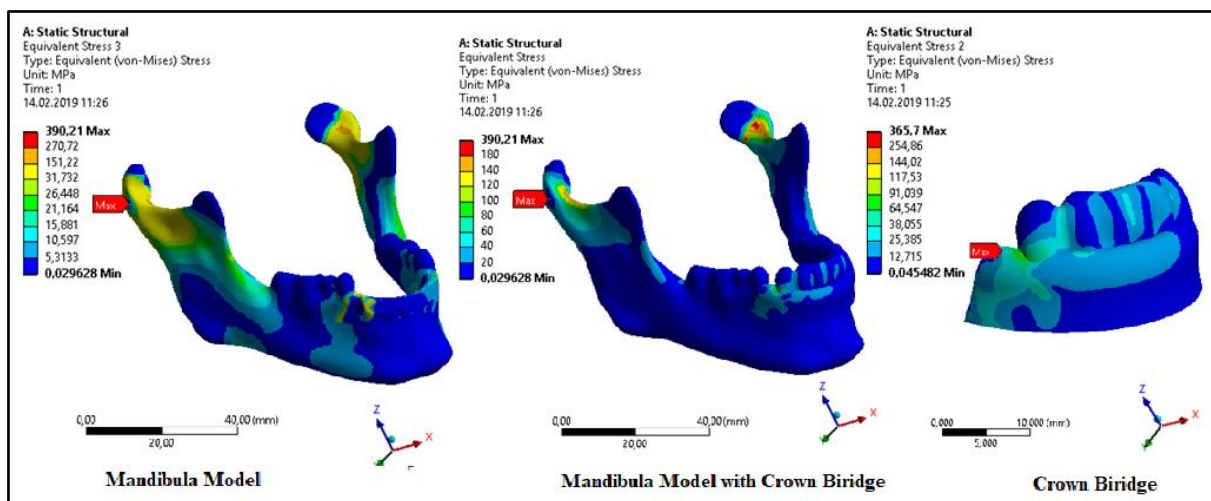 A: Static Structural
Equivalent Stress 3
Type: Equivalent (von-Mises) Stress
Unit: MPa
Time: 1
14.02.2019 11:26
390,21 Max
270,72
151,22
31,732
26,448
21,164
15,881
10,597
5,3133
0,029628 Min
Max
0,00
40,00 (mm)
20,00
Z
X
Mandibula Model
A: Static Structural
Equivalent Stress
Type: Equivalent (von-Mises) Stress
Unit: MPa
Time: 1
14.02.2019 11:26
390,21 Max
180
160
140
120
100
80
60
40
20
0,029628 Min
Max
0,00
40,00 (mm)
20,00
Z
X
Mandibula Model with Crown Biridge
A: Static Structural
Equivalent Stress 2
Type: Equivalent (von-Mises) Stress
Unit: MPa
Time: 1
14.02.2019 11:25
365,7 Max
254,86
144,02
117,53
91,039
64,547
38,055
25,385
12,715
0,045482 Min
Max
0,000
10,000 (mm)
5,000
Z
X
Crown Biridge